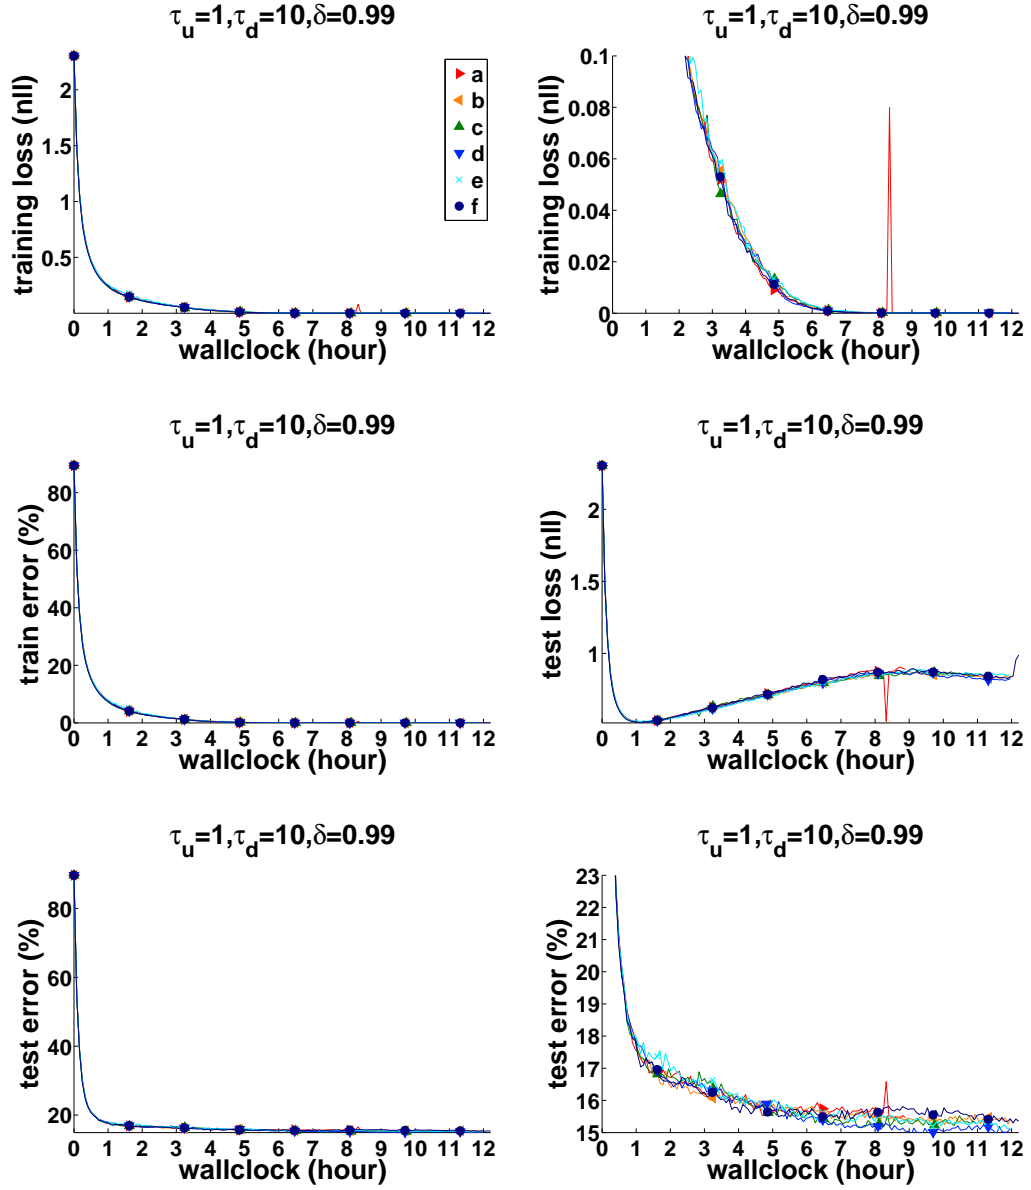 τu=1,τd=10,δ=0.99
training loss (nll)
2
1.5
1
0.5
0 1 2 3 4 5 6 7 8 9 10 11 12
wallclock (hour)
a
b
c
d
e
f
τu=1,τd=10,δ=0.99
training loss (nll)
0.1
0.08
0.06
0.04
0.02
0
0 1 2 3 4 5 6 7 8 9 10 11 12
wallclock (hour)
τu=1,τd=10,δ=0.99
train error (%)
80
60
40
20
0
0 1 2 3 4 5 6 7 8 9 10 11 12
wallclock (hour)
τu=1,τd=10,δ=0.99
test loss (nll)
2
1.5
1
0 1 2 3 4 5 6 7 8 9 10 11 12
wallclock (hour)
τu=1,τd=10,δ=0.99
test error (%)
80
60
40
20
0 1 2 3 4 5 6 7 8 9 10 11 12
wallclock (hour)
τu=1,τd=10,δ=0.99
test error (%)
23
22
21
20
19
18
17
16
15
0 1 2 3 4 5 6 7 8 9 10 11 12
wallclock (hour)